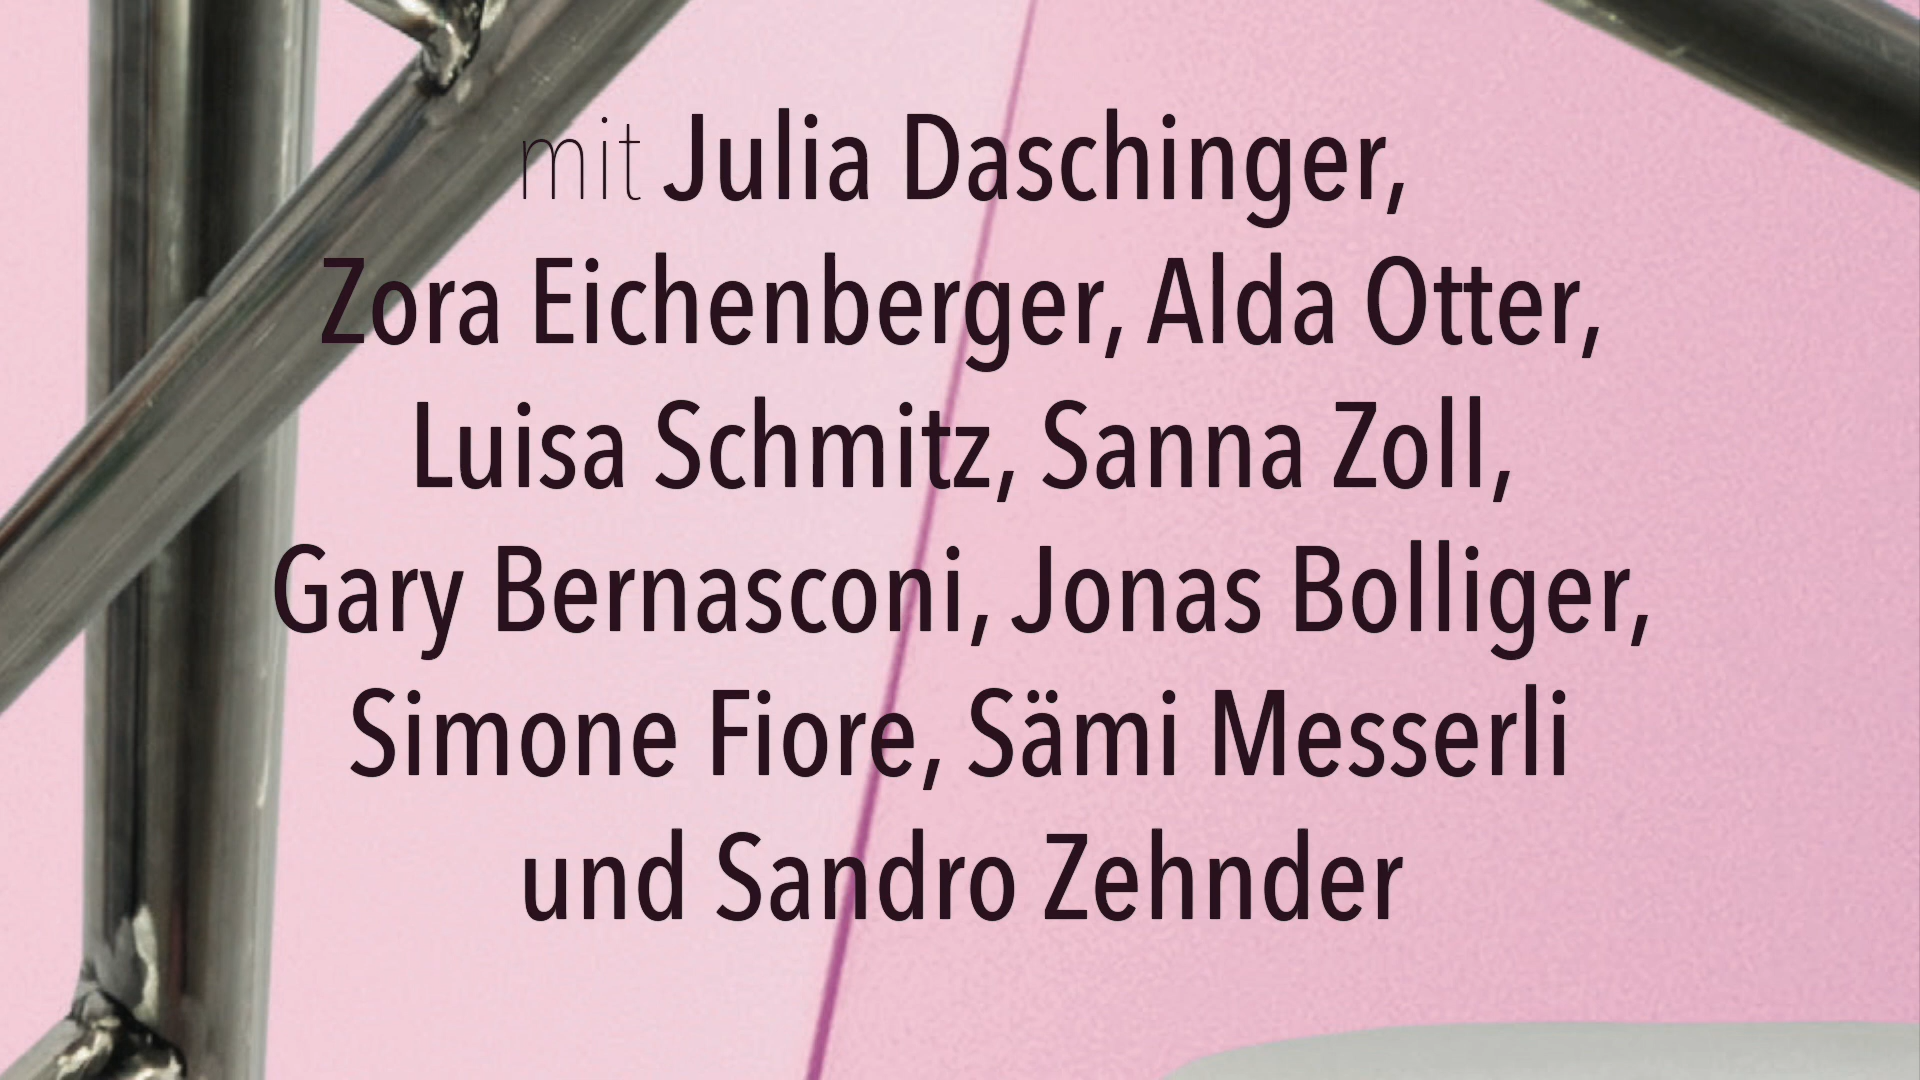 mit Julia Daschinger,
Zora Eichenberger, Alda Otter,
Luisa Schmitz, Sanna Zoll,
Gary Bernasconi, Jonas Bolliger,
Simone Fiore, Sämi Messerli
und Sandro Zehnder